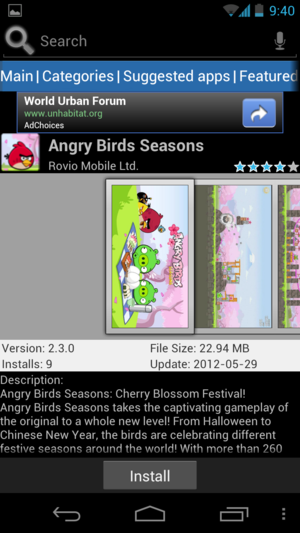 9:40
Search
Main | Categories | Suggested apps | Featured
World Urban Forum
www.unhabitat.org
AdChoices
Angry Birds Seasons
Rovio Mobile Ltd.
Version: 2.3.0
File Size: 22.94 MB
Installs: 9
Update: 2012-05-29
Description:
Angry Birds Seasons: Cherry Blossom Festival!
Angry Birds Seasons takes the captivating gameplay of
the original to a whole new level! From Halloween to
Chinese New Year, the birds are celebrating different
festive seasons around the world! With more than 260
Install